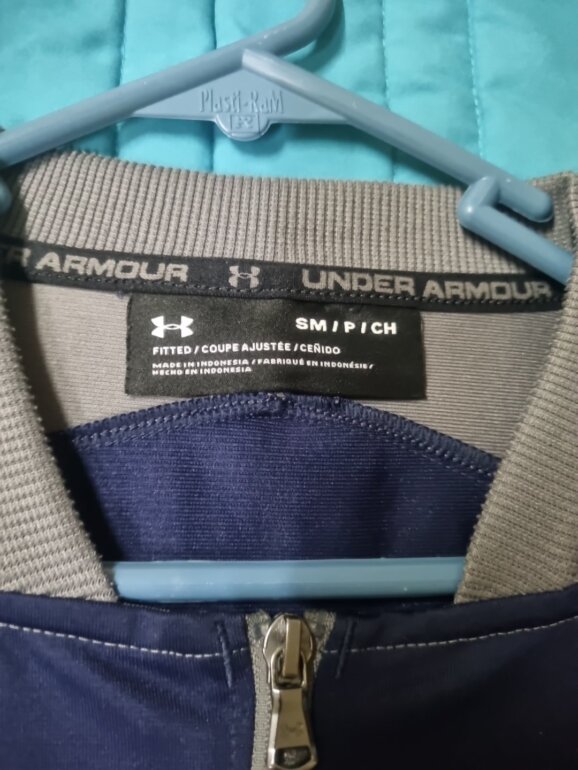 Plasti-KaM
R ARMOUR UNDER ARMOUR
SM / P / CH
FITTED / COUPE AJUSTÉE / CEÑIDO
MADE IN INDONESIA / FABRIQUÉ EN INDONÉSIE /
HECHO EN INDONESIA